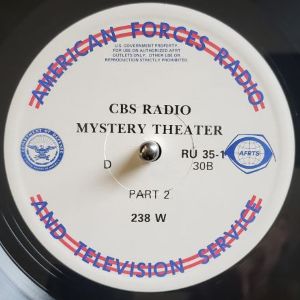 AMERICAN FORCES RADIO
U.S. GOVERNMENT PROPERTY.
FOR USE ON AUTHORIZED AFRT
OUTLETS ONLY. OTHER USE OR
REPRODUCTION STRICTLY PROHIBITED.
CBS RADIO
MYSTERY THEATER
D
RU 35-1
30B
AFRTS
PART 2
238 W
AND TELEVISION SERVICE